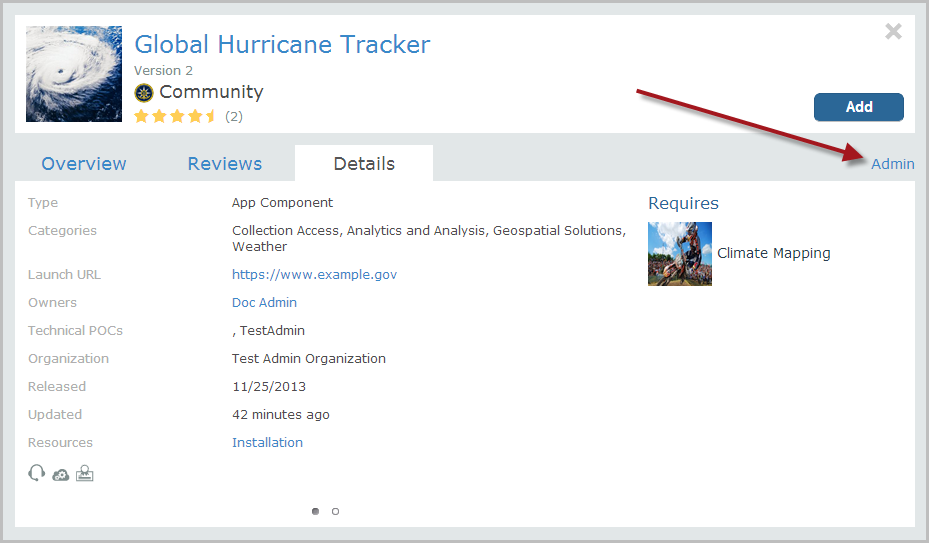 Global Hurricane Tracker
Version 2
Community
(2)
Add
Overview Reviews Details Admin
Type App Component
Categories Collection Access, Analytics and Analysis, Geospatial Solutions,
Weather
Launch URL https://www.example.gov
Owners Doc Admin
Technical POCs , TestAdmin
Organization Test Admin Organization
Released 11/25/2013
Updated 42 minutes ago
Resources Installation
Requires
Climate Mapping